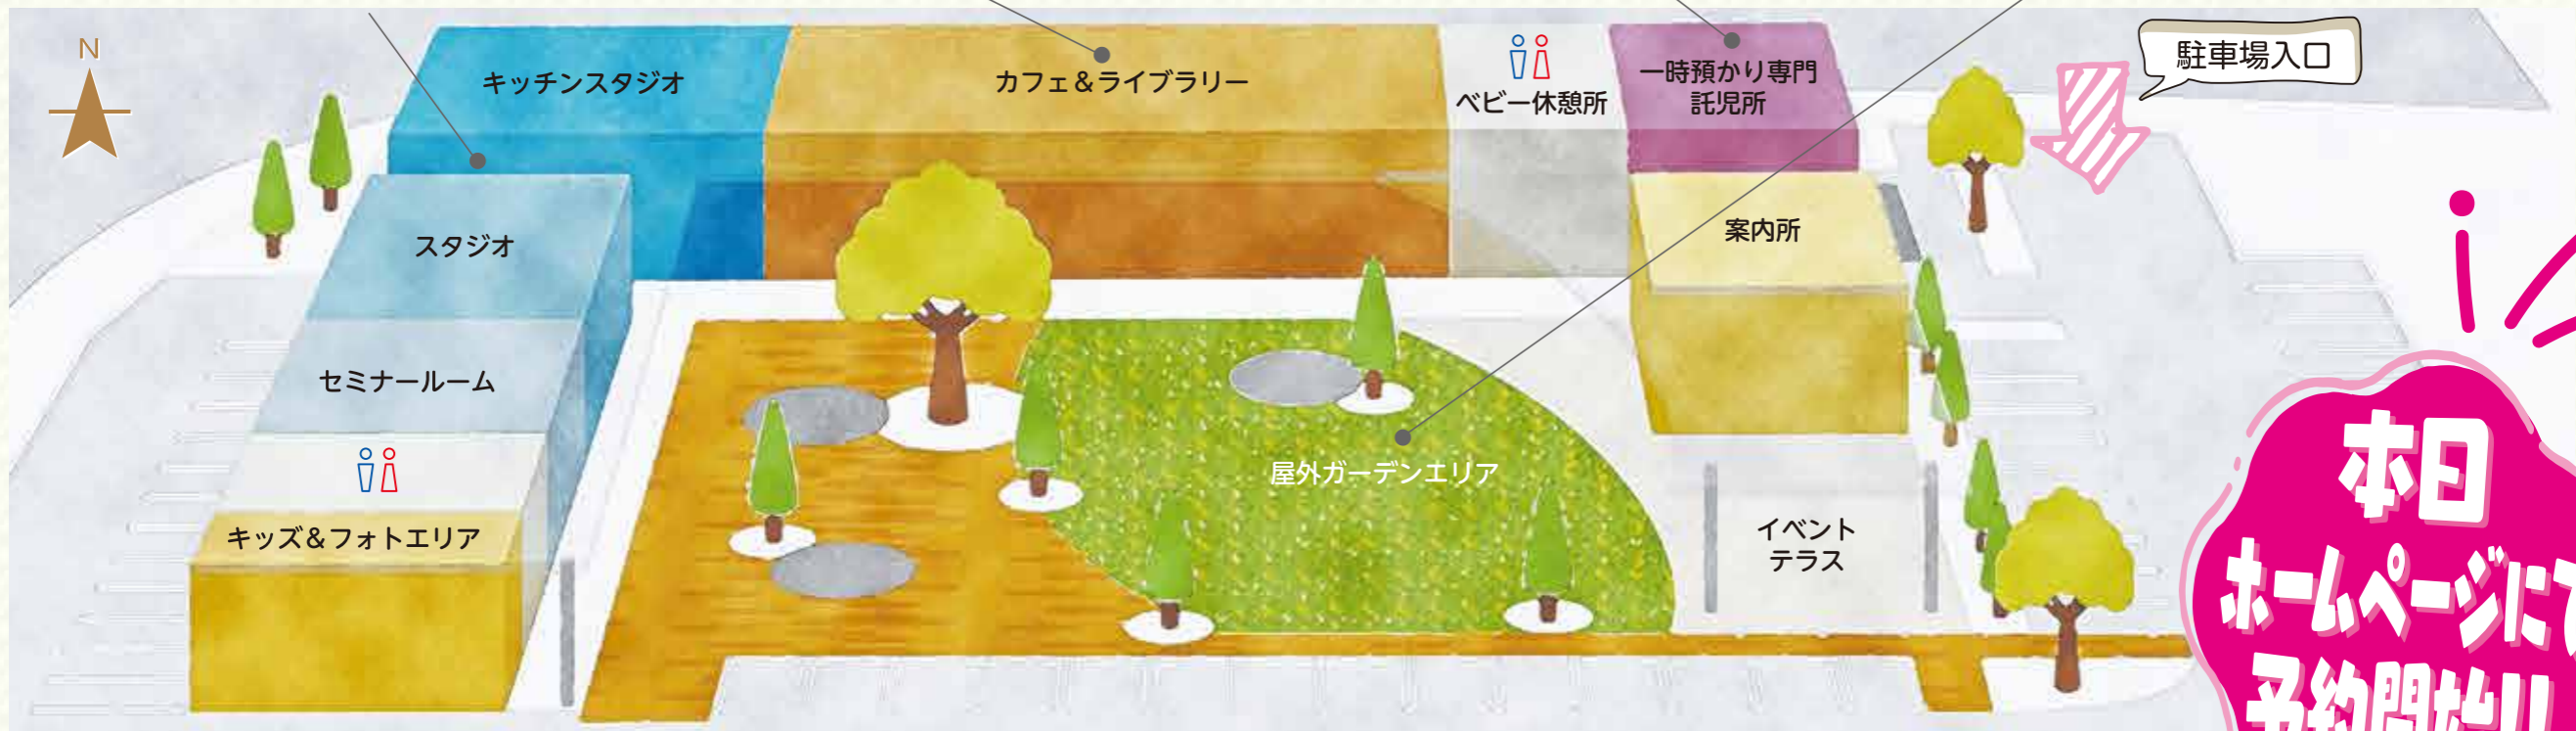 N
キッチンスタジオ
カフェ＆ライブラリー
ベビー休憩所
一時預かり専門
託児所
駐車場入口
スタジオ
案内所
セミナールーム
屋外ガーデンエリア
キッズ＆フォトエリア
イベント
テラス
本日
ホームページにて
予約開始!!